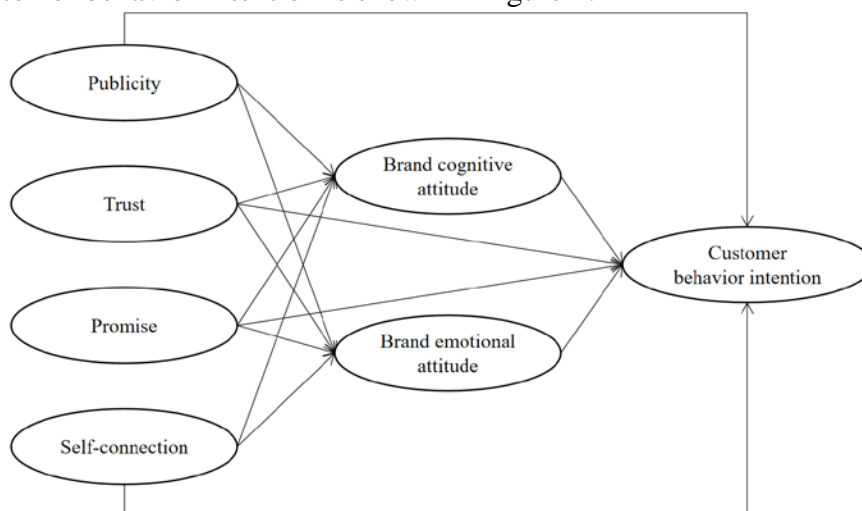 Publicity
Brand cognitive
attitude
Trust
Customer
behavior intention
Promise
Brand emotional
attitude
Self-connection